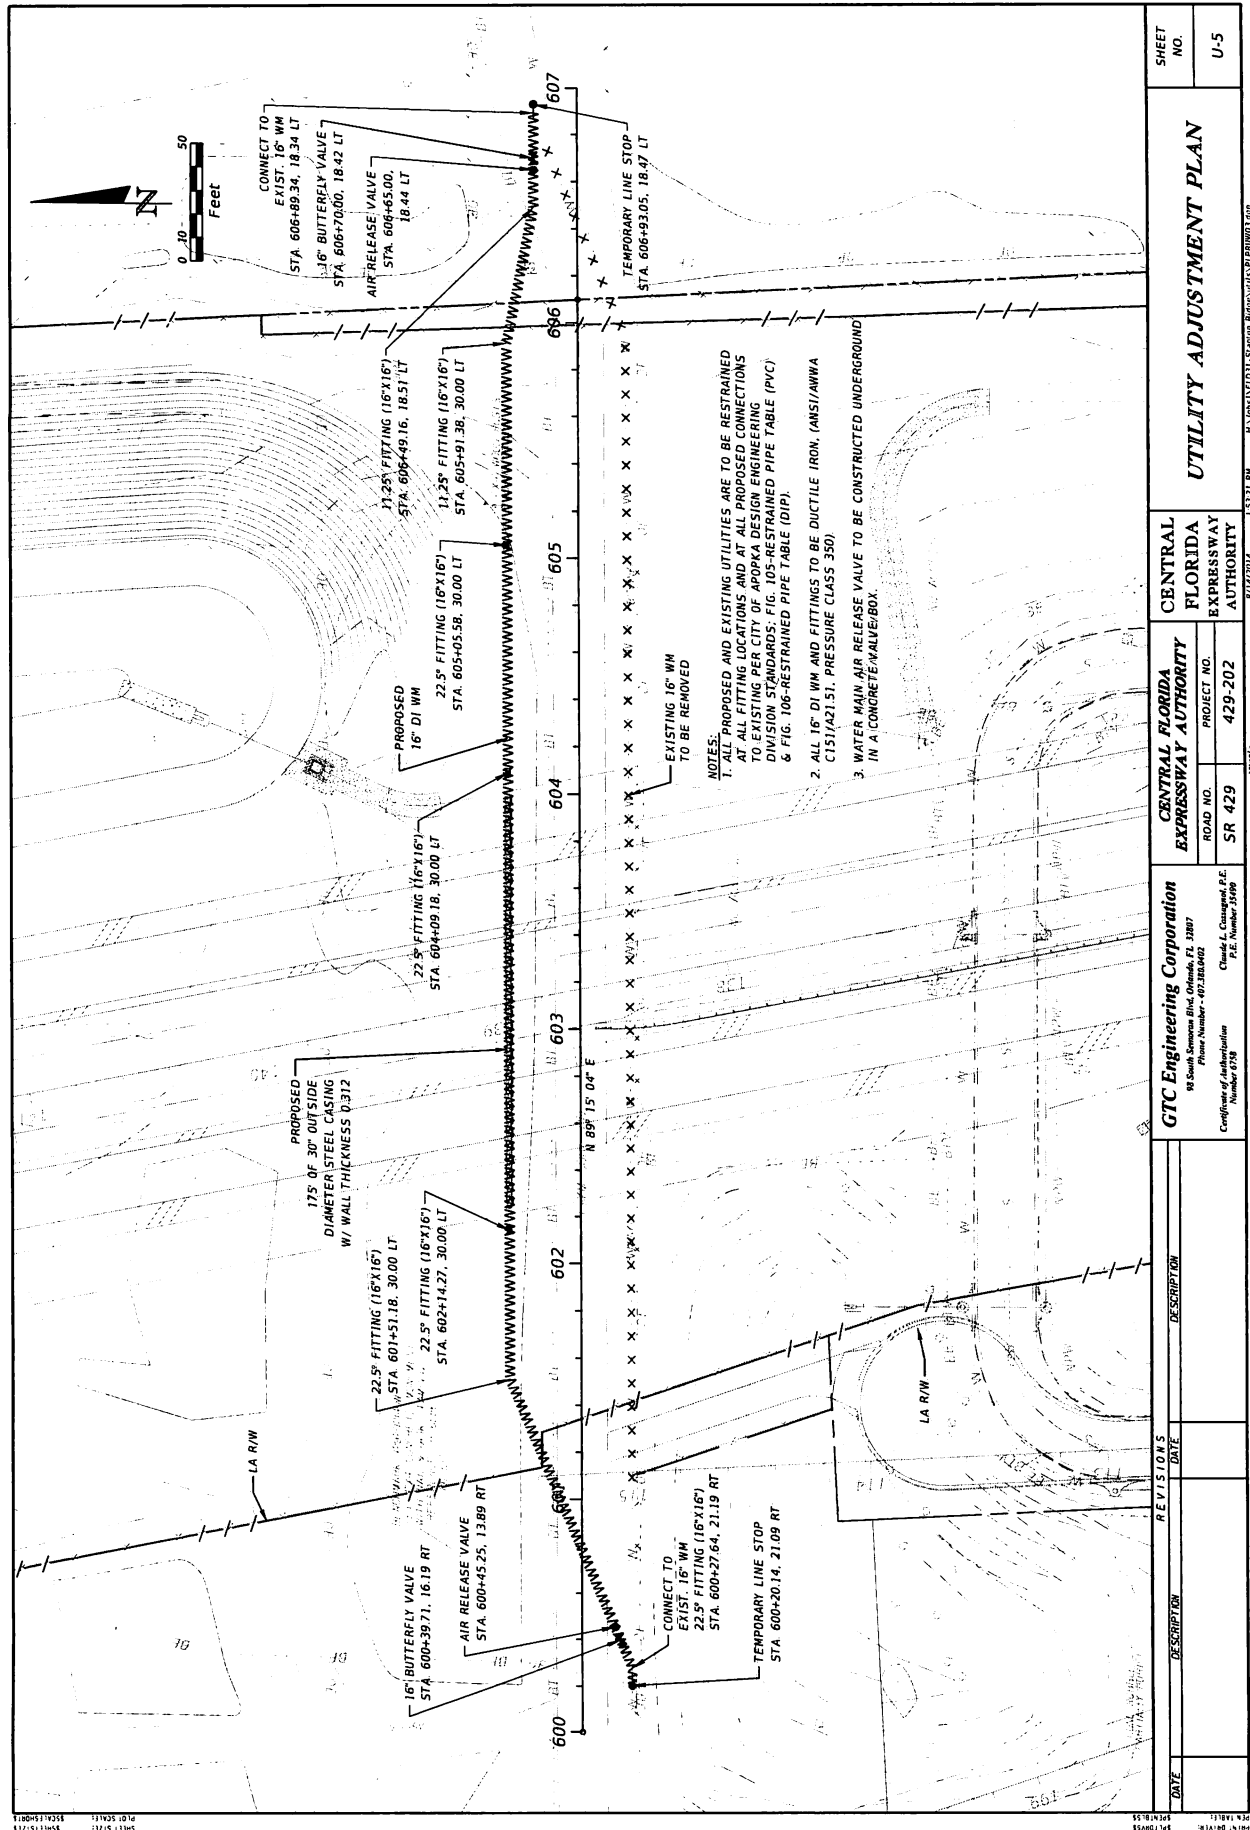 0 10 50
Feet
N
CONNECT TO
EXIST. 16" WM
STA. 606+89.34, 18.34 LT
16" BUTTERFLY VALVE
STA. 606+70.00, 18.42 LT
AIR RELEASE VALVE
STA. 606+65.00,
18.44 LT
TEMPORARY LINE STOP
STA. 606+93.05, 18.47 LT
11.25° FITTING (16"X16")
STA. 606+49.16, 18.51 LT
11.25° FITTING (16"X16")
STA. 605+91.38, 30.00 LT
22.5° FITTING (16"X16")
STA. 605+05.58, 30.00 LT
PROPOSED
16" DI WM
22.5° FITTING (16"X16")
STA. 604+09.18, 30.00 LT
PROPOSED
175' OF 30" OUTSIDE
DIAMETER STEEL CASING
W/ WALL THICKNESS 0.312
22.5° FITTING (16"X16")
STA. 601+51.18, 30.00 LT
22.5° FITTING (16"X16")
STA. 602+14.27, 30.00 LT
LA R/W
16" BUTTERFLY VALVE
STA. 600+39.71, 16.19 RT
AIR RELEASE VALVE
STA. 600+45.25, 13.89 RT
CONNECT TO
EXIST. 16" WM
22.5° FITTING (16"X16")
STA. 600+27.64, 21.19 RT
TEMPORARY LINE STOP
STA. 600+20.14, 21.09 RT
600
602
603
604
605
606
607
N 89° 15' 04" E
EXISTING 16" WM
TO BE REMOVED
LA R/W
NOTES:
1. ALL PROPOSED AND EXISTING UTILITIES ARE TO BE RESTRAINED
AT ALL FITTING LOCATIONS AND AT ALL PROPOSED CONNECTIONS
TO EXISTING PER CITY OF APOPKA DESIGN ENGINEERING
DIVISION STANDARDS; FIG. 105-RESTRAINED PIPE TABLE (PVC)
& FIG. 106-RESTRAINED PIPE TABLE (DIP).
2. ALL 16" DI WM AND FITTINGS TO BE DUCTILE IRON, (ANSI/AWWA
C151/A21.51, PRESSURE CLASS 350).
3. WATER MAIN AIR RELEASE VALVE TO BE CONSTRUCTED UNDERGROUND
IN A CONCRETE VALVE BOX.
REVISIONS
DATE DESCRIPTION DATE DESCRIPTION
GTC Engineering Corporation
98 South Semoran Blvd, Orlando, FL 32807
Phone Number - 407.380.0402
Certificate of Authorization
Number 6758
P.E. Number 35490
CENTRAL FLORIDA
EXPRESSWAY AUTHORITY
ROAD NO. PROJECT NO.
SR 429 429-202
CENTRAL
FLORIDA
EXPRESSWAY
AUTHORITY
UTILITY ADJUSTMENT PLAN
SHEET
NO.
U-5